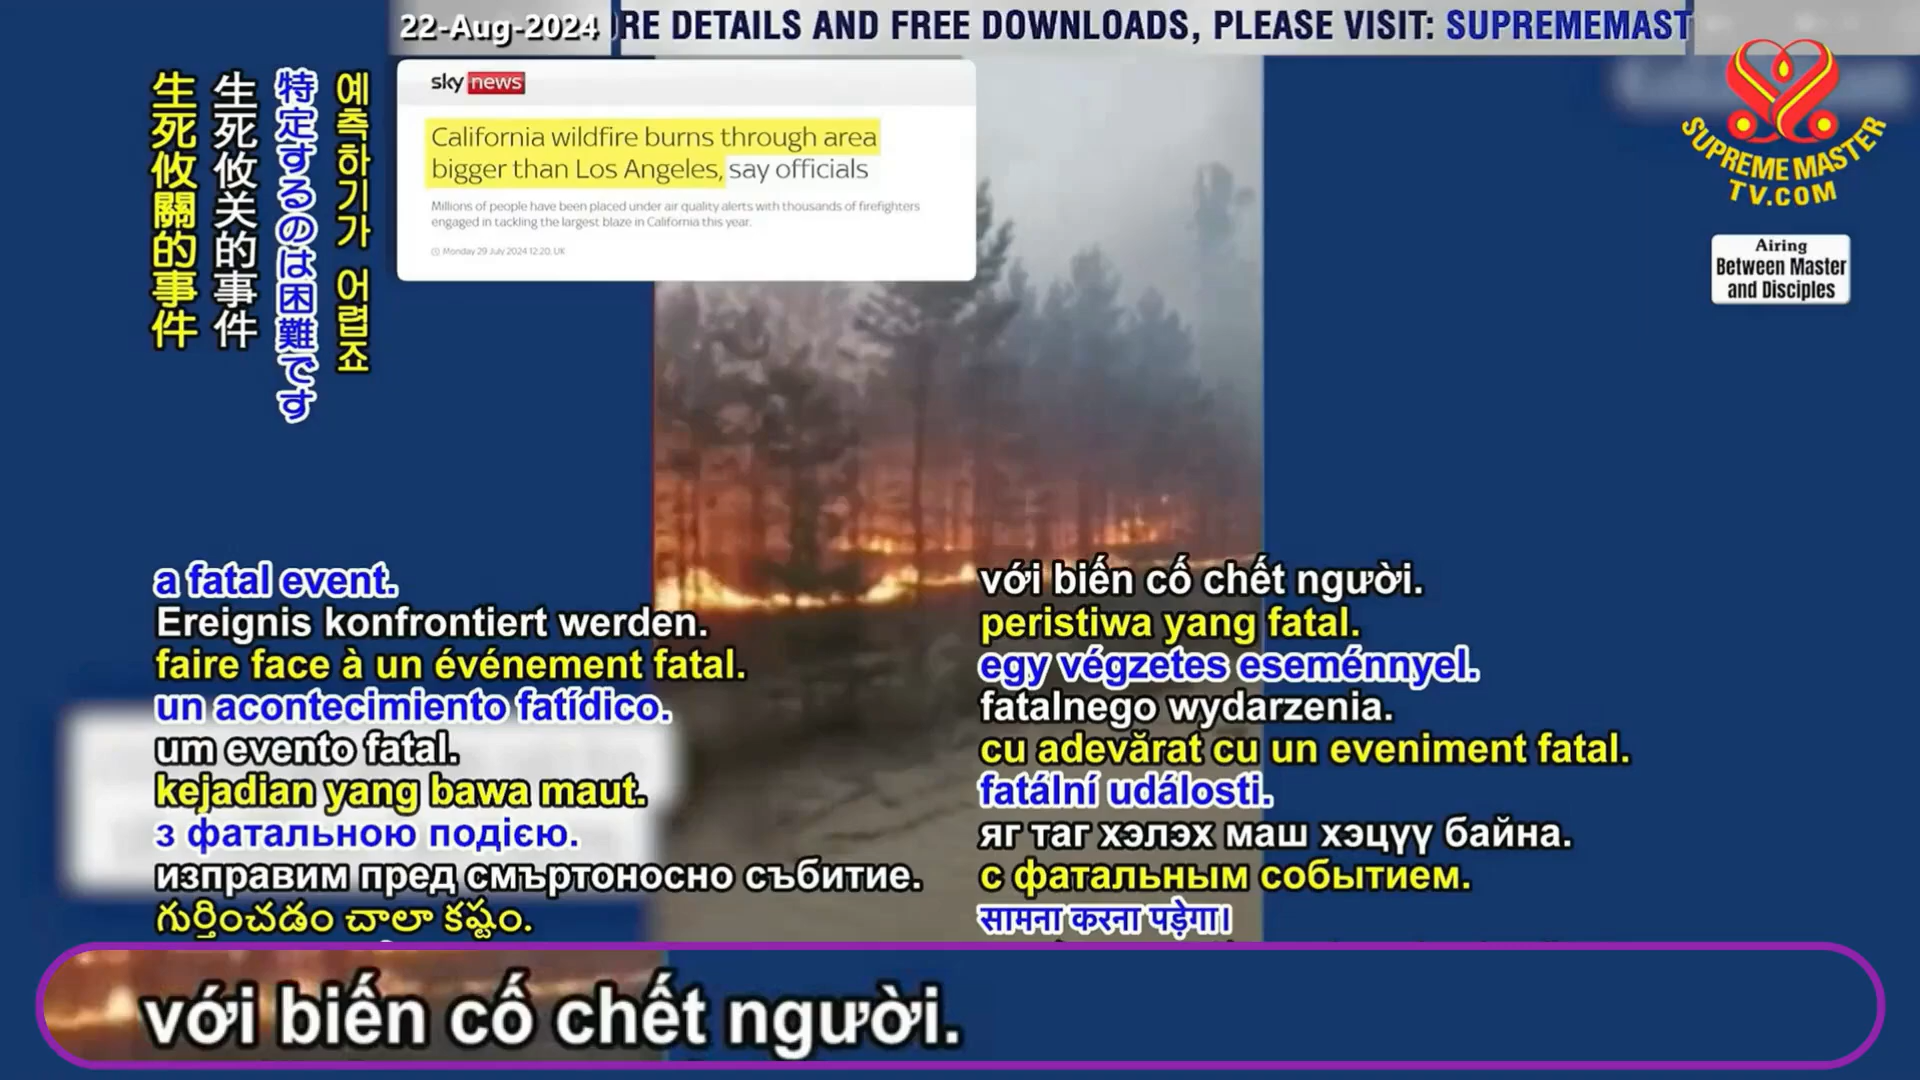 22-Aug-2024
RE DETAILS AND FREE DOWNLOADS, PLEASE VISIT: SUPREMEMAST
SUPREME MASTER
TV.COM
Airing
Between Master
and Disciples
sky news
California wildfire burns through area
bigger than Los Angeles, say officials
Millions of people have been placed under air quality alerts with thousands of firefighters
engaged in tackling the largest blaze in California this year.
Monday 29 July 2024 12:20, UK
예측하기가 어렵죠
特定するのは困難です
生死攸关的事件
生死攸關的事件
a fatal event.
Ereignis konfrontiert werden.
faire face à un événement fatal.
un acontecimiento fatídico.
um evento fatal.
kejadian yang bawa maut.
з фатальною подією.
изправим пред смъртоносно събитие.
గుర్తించడం చాలా కష్టం.
với biến cố chết người.
peristiwa yang fatal.
egy végzetes eseménnyel.
fatalnego wydarzenia.
cu adevărat cu un eveniment fatal.
fatální události.
яг таг хэлэх маш хэцүү байна.
с фатальным событием.
सामना करना पड़ेगा।
với biến cố chết người.